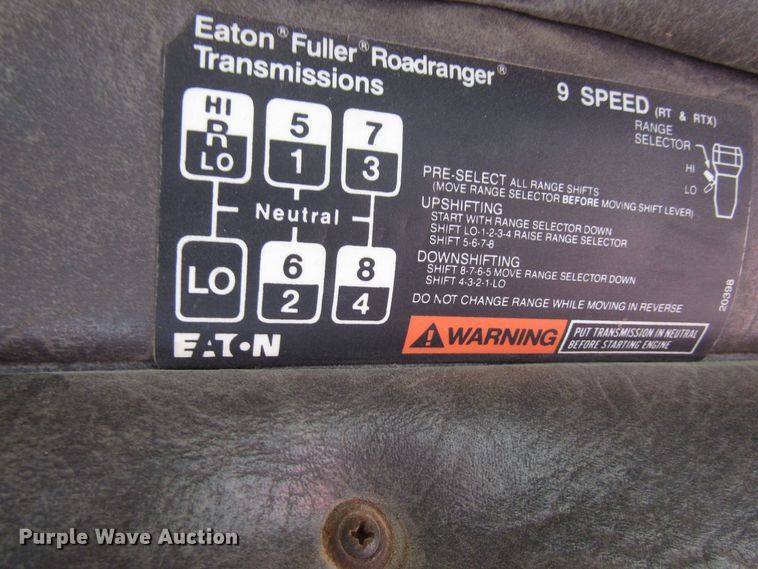 Eaton® Fuller® Roadranger®
Transmissions
9 SPEED (RT & RTX)
HI
R
LO
5
1
7
3
Neutral
LO
6
2
8
4
RANGE
SELECTOR
HI
LO
PRE-SELECT ALL RANGE SHIFTS
(MOVE RANGE SELECTOR BEFORE MOVING SHIFT LEVER)
UPSHIFTING
START WITH RANGE SELECTOR DOWN
SHIFT LO-1-2-3-4 RAISE RANGE SELECTOR
SHIFT 5-6-7-8
DOWNSHIFTING
SHIFT 8-7-6-5 MOVE RANGE SELECTOR DOWN
SHIFT 4-3-2-1-LO
DO NOT CHANGE RANGE WHILE MOVING IN REVERSE
20398
EATON
WARNING
PUT TRANSMISSION IN NEUTRAL
BEFORE STARTING ENGINE
Purple Wave Auction